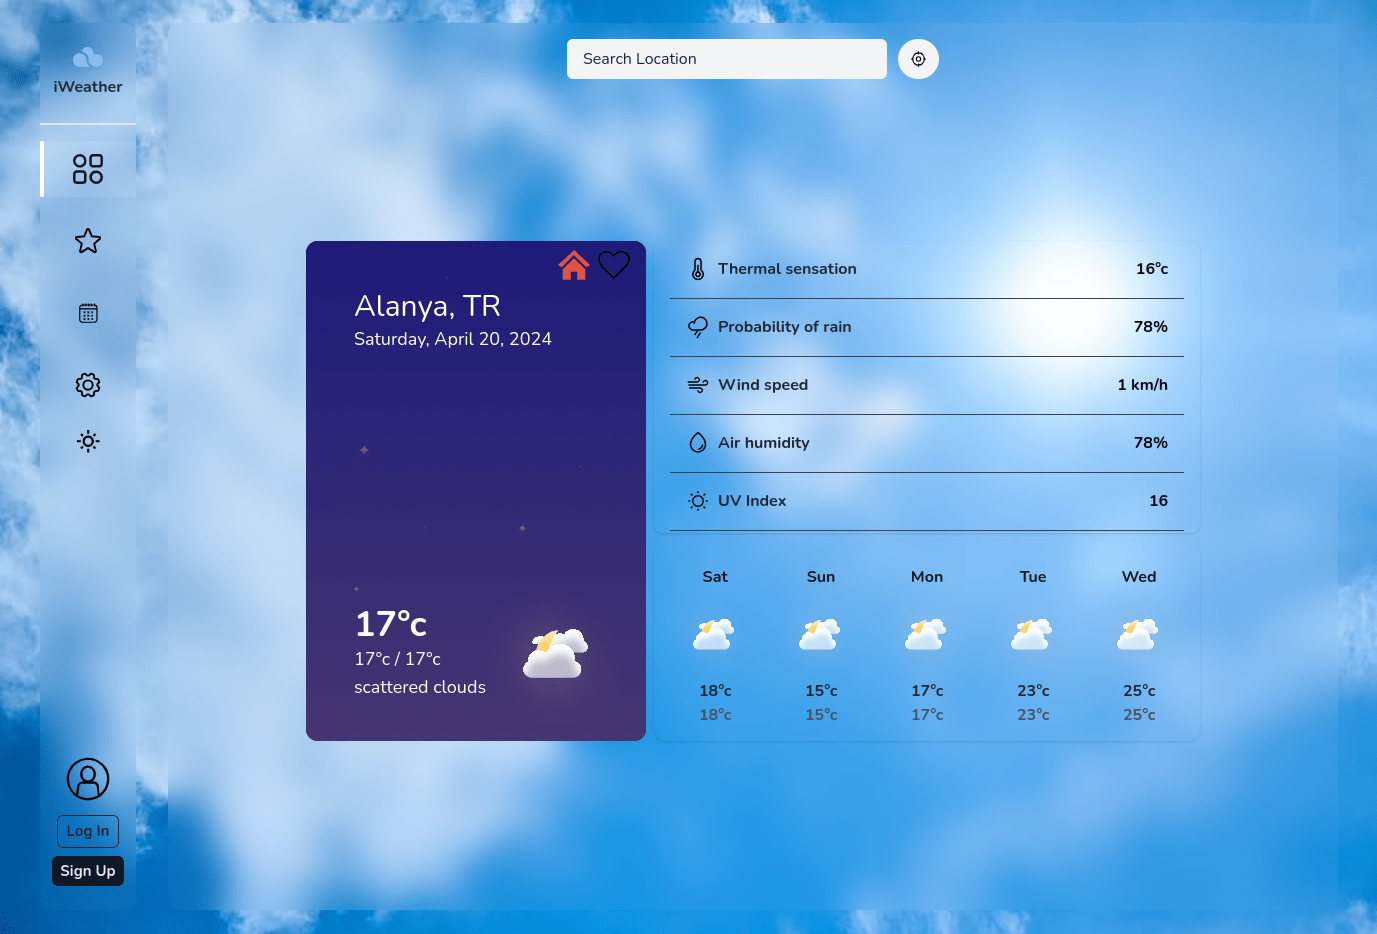 iWeather
Search Location
Alanya, TR
Saturday, April 20, 2024
17°c
17°c / 17°c
scattered clouds
Thermal sensation 16°c
Probability of rain 78%
Wind speed 1 km/h
Air humidity 78%
UV Index 16
Sat Sun Mon Tue Wed
18°c 15°c 17°c 23°c 25°c
18°c 15°c 17°c 23°c 25°c
Log In
Sign Up